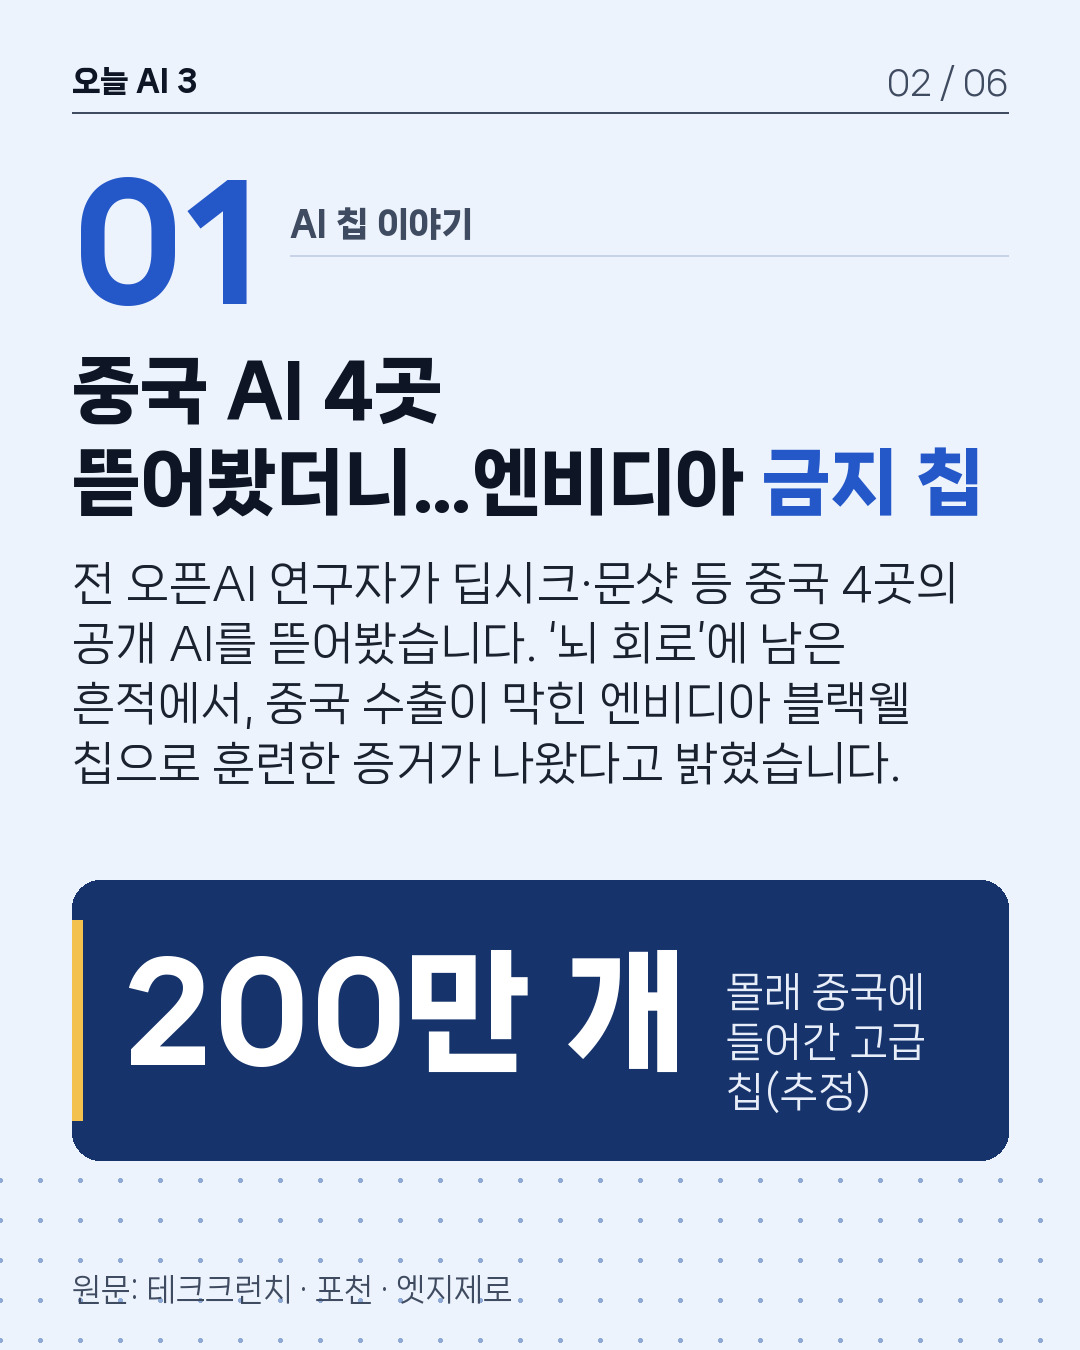 오늘 AI 3
02 / 06
01
AI 칩 이야기
중국 AI 4곳
뜯어봤더니...엔비디아 금지 칩
전 오픈AI 연구자가 딥시크·문샷 등 중국 4곳의
공개 AI를 뜯어봤습니다. ‘뇌 회로’에 남은
흔적에서, 중국 수출이 막힌 엔비디아 블랙웰
칩으로 훈련한 증거가 나왔다고 밝혔습니다.
200만 개
몰래 중국에
들어간 고급
칩(추정)
원문: 테크크런치 · 포천 · 엣지제로